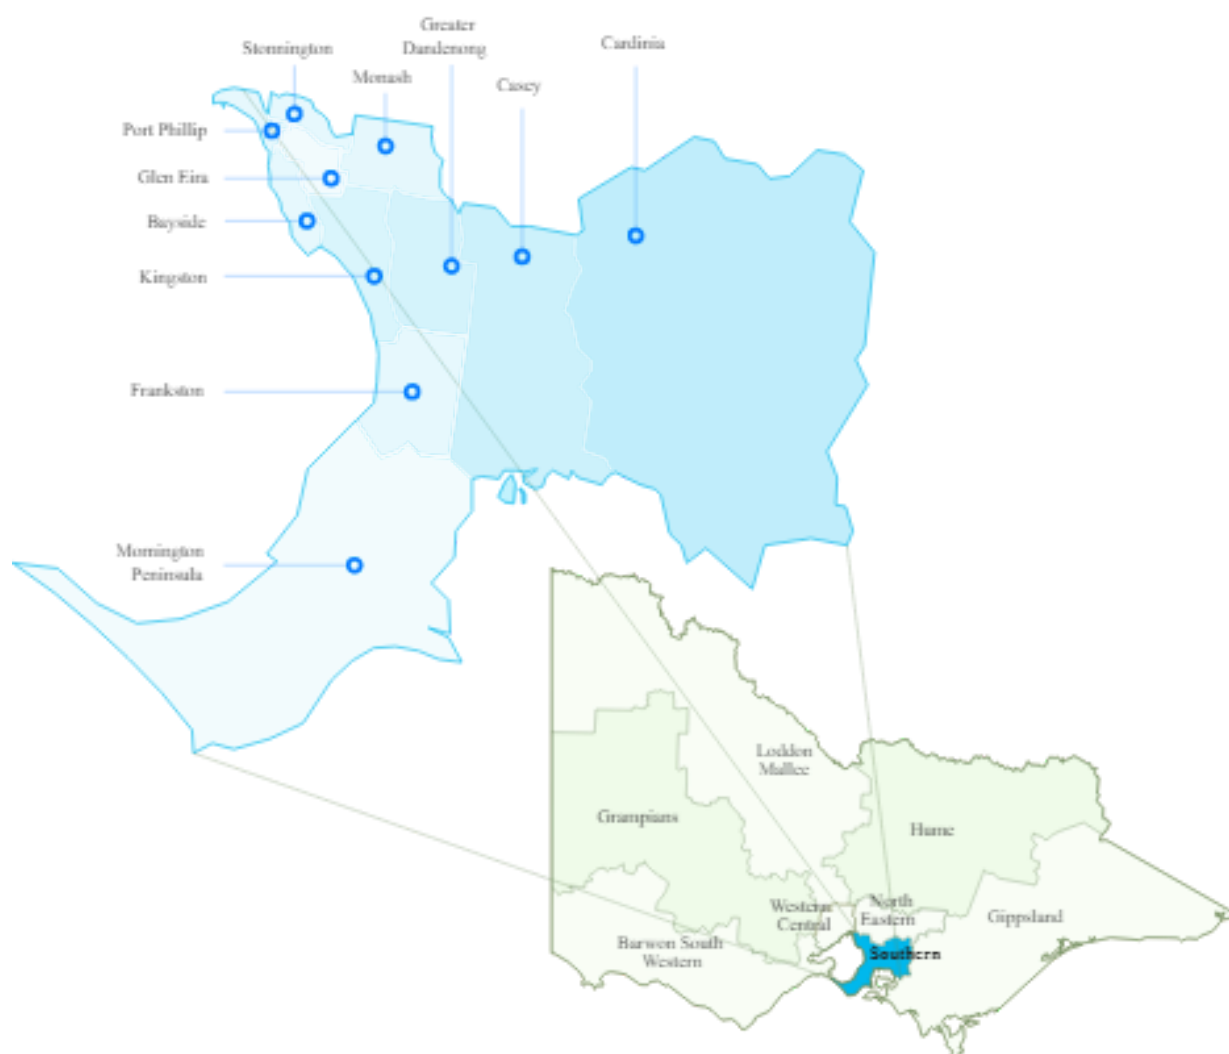 Greater
Stonnington
Dandenong
Cardinia
Monash
Casey
Port Phillip
Glen Eira
Bayside
Kingston
Frankston
Mornington
Peninsula
Loddon
Mallee
Grampians
Hume
Western
Central
North
Eastern
Gippsland
Barwon South
Western
Southern